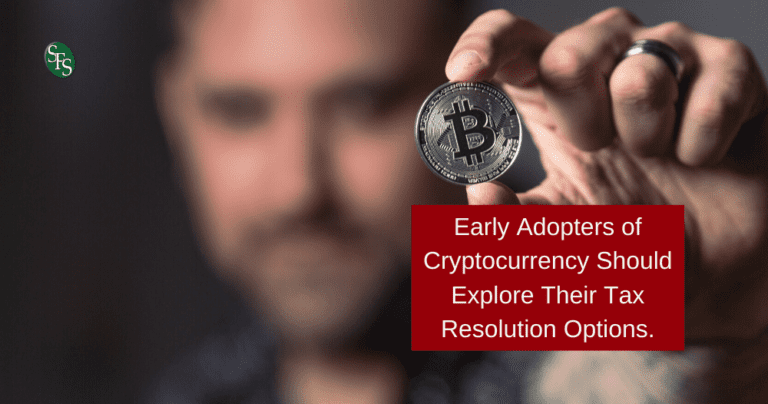 SFS
Early Adopters of
Cryptocurrency Should
Explore Their Tax
Resolution Options.